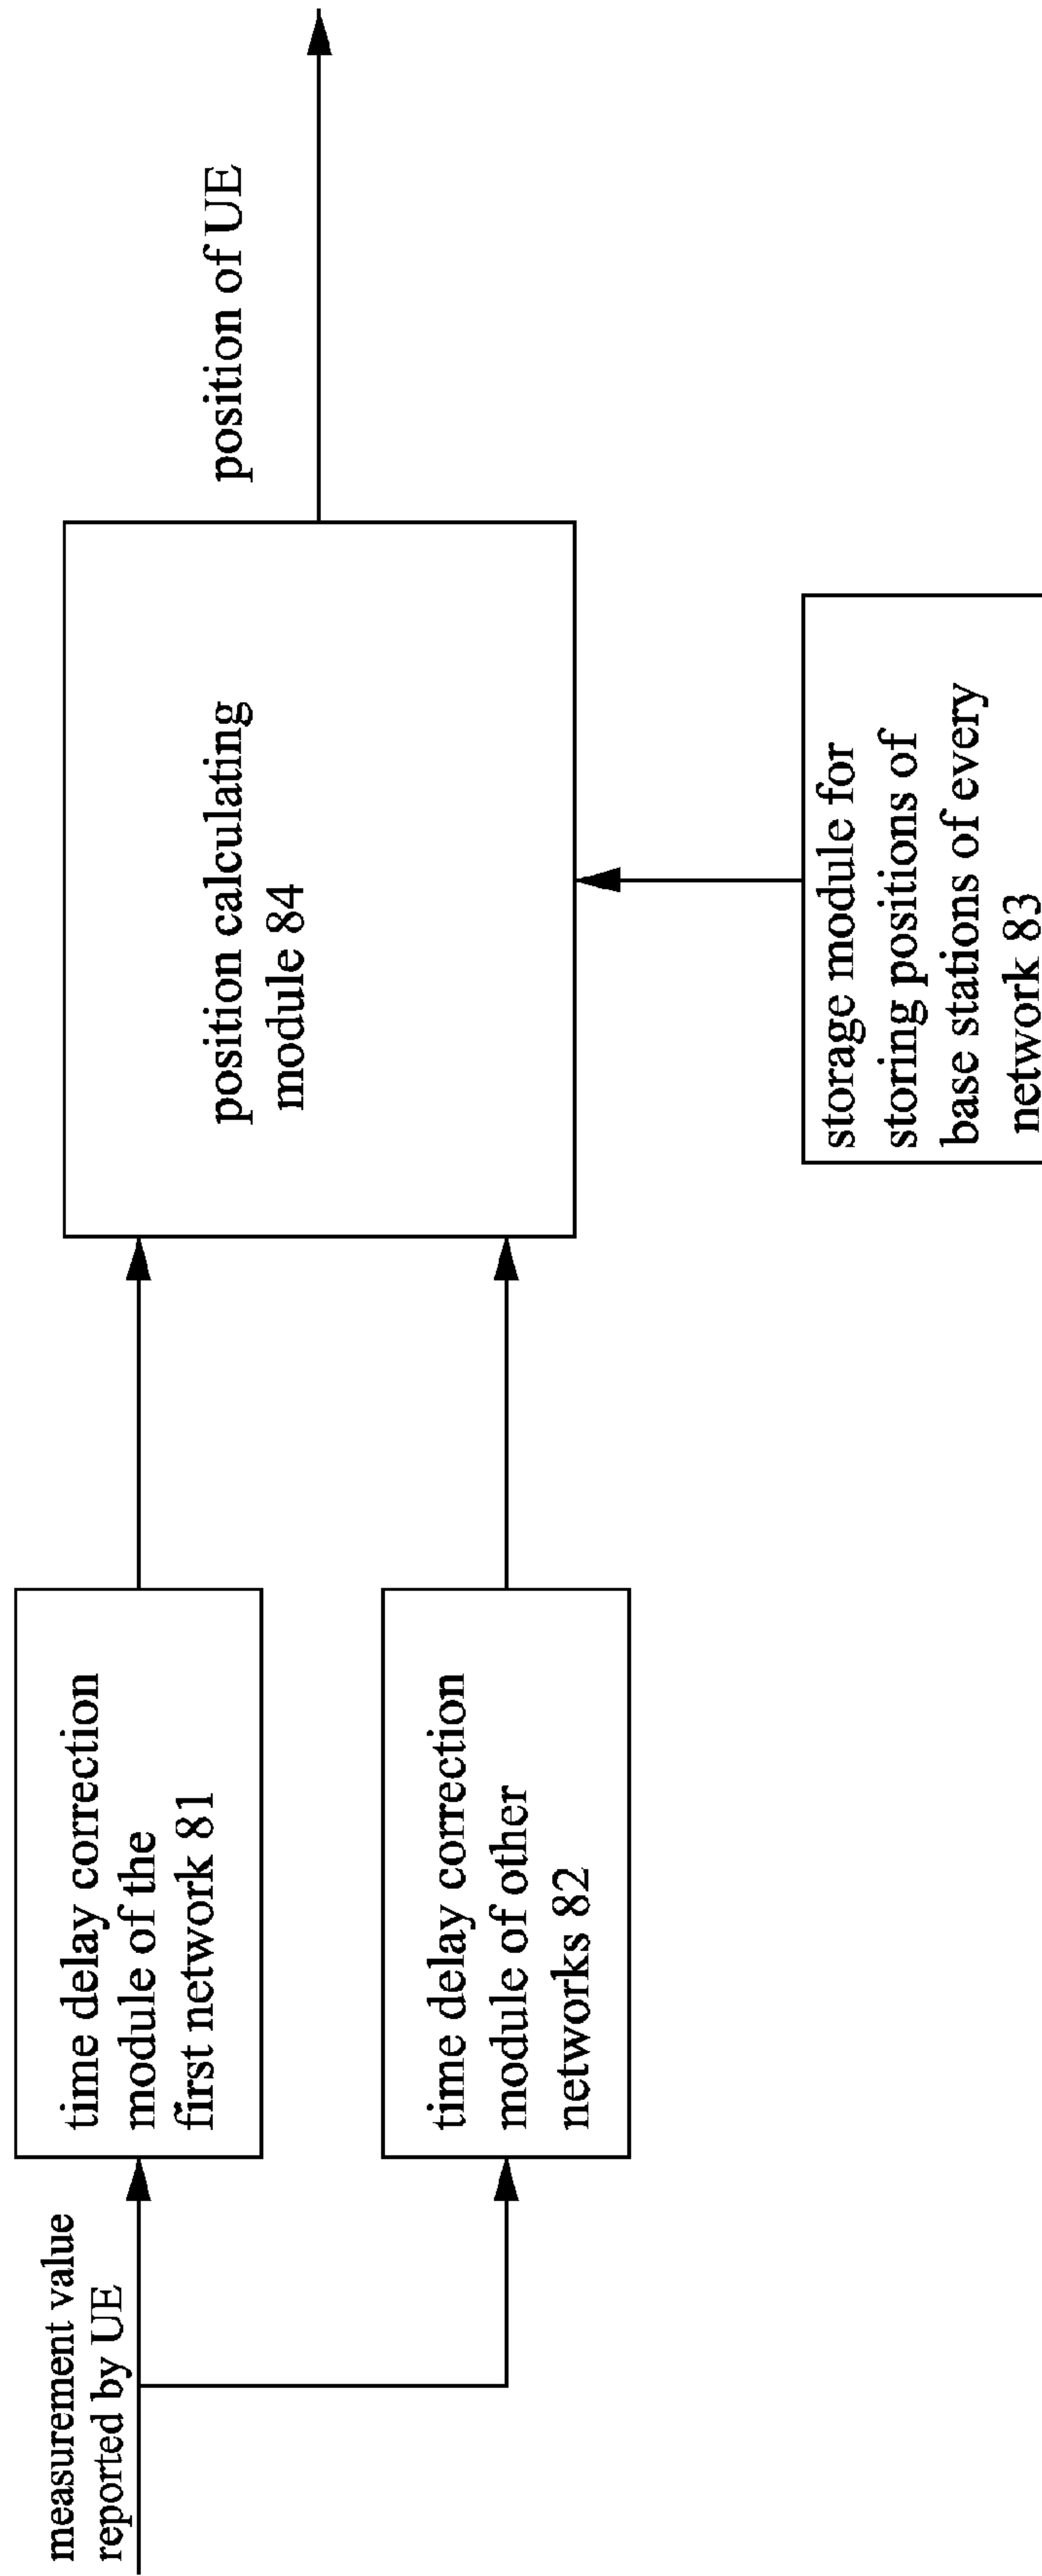 measurement value
reported by UE
time delay correction
module of the
first network 81
time delay correction
module of other
networks 82
position calculating
module 84
storage module for
storing positions of
base stations of every
network 83
position of UE